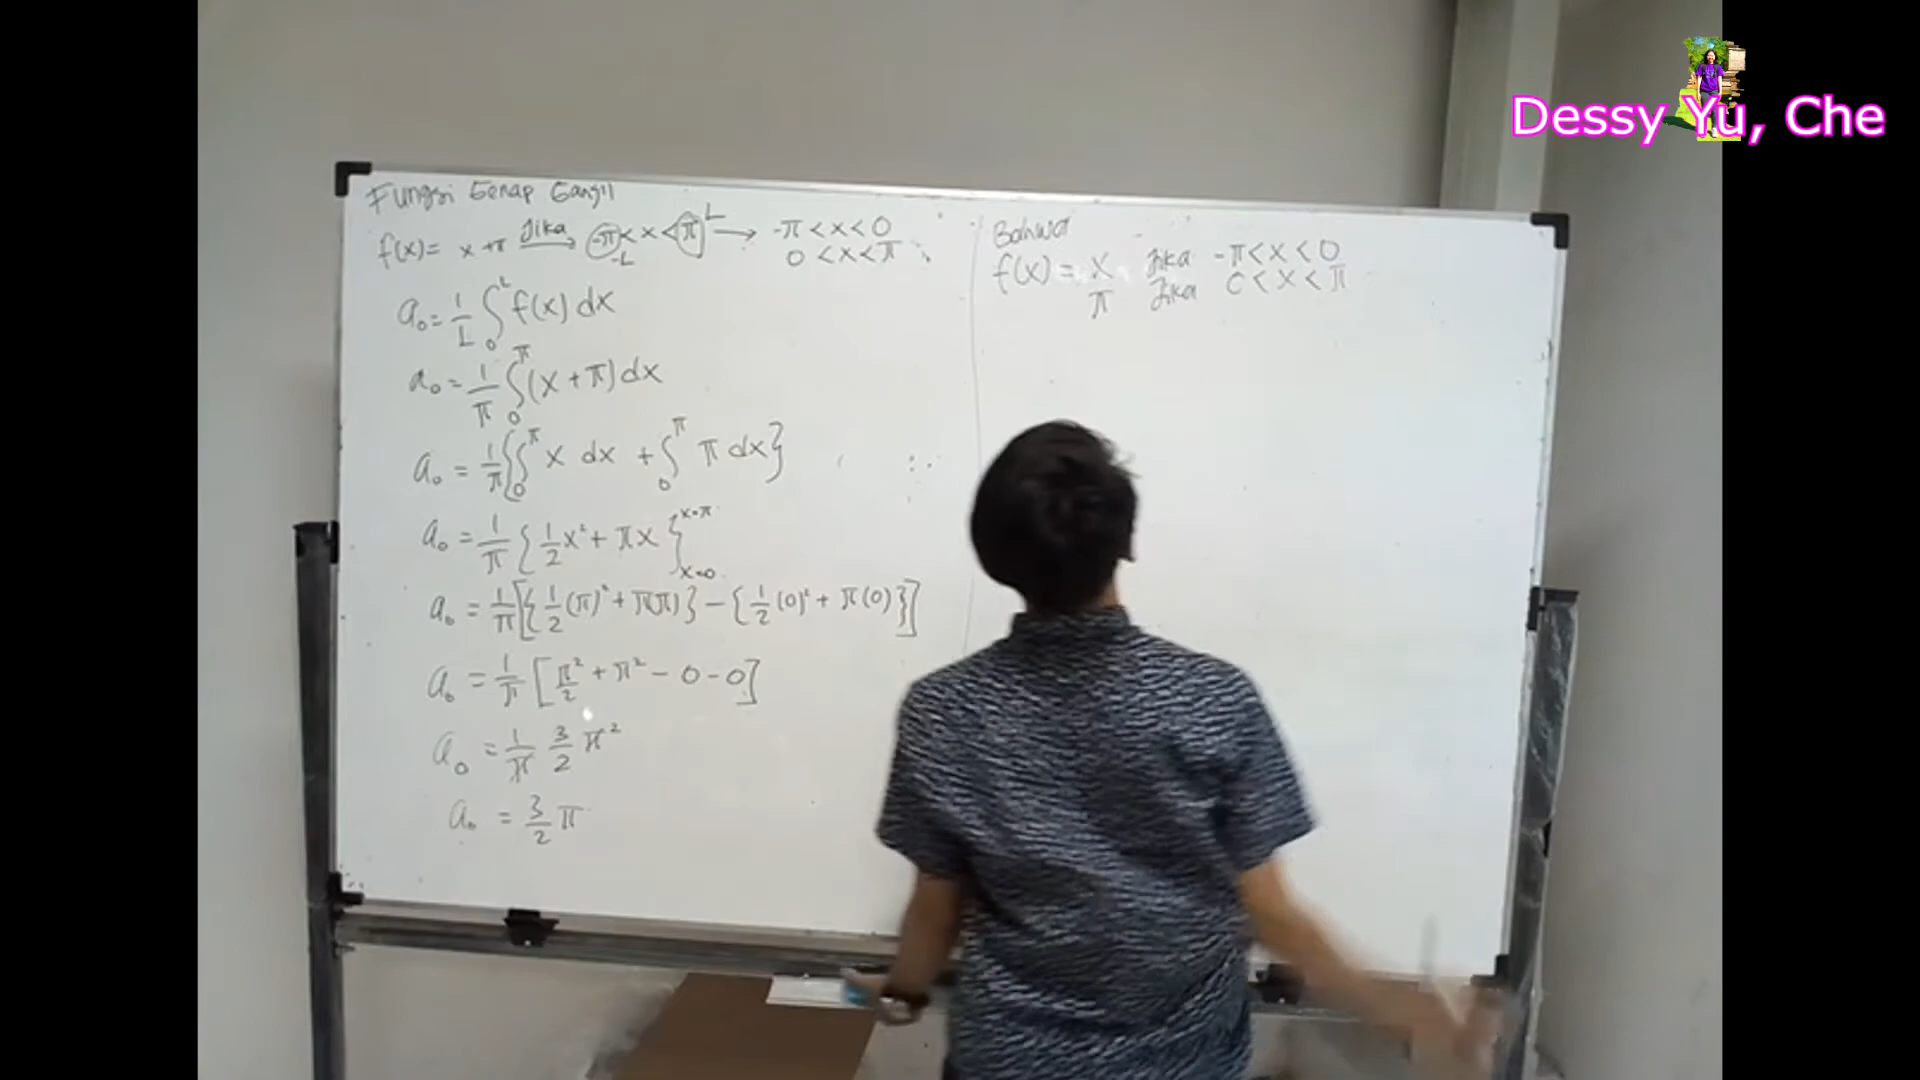 Dessy Yu, Che
Fungsi Genap Ganjil
f(x) = x + π Jika -π < x < π L → -π < x < 0
-L 0 < x < π
a₀ = 1/L ∫₀ᴸ f(x) dx
a₀ = 1/π ∫₀^π (x + π) dx
a₀ = 1/π {∫₀^π x dx + ∫₀^π π dx}
a₀ = 1/π {1/2 x² + πx}_{x=0}^{x=π}
a₀ = 1/π [{1/2 (π)² + π(π)} - {1/2 (0)² + π(0)}]
a₀ = 1/π [π²/2 + π² - 0 - 0]
a₀ = 1/π 3/2 π²
a₀ = 3/2 π
Bahwa
f(x) = x Jika -π < x < 0
π Jika 0 < x < π